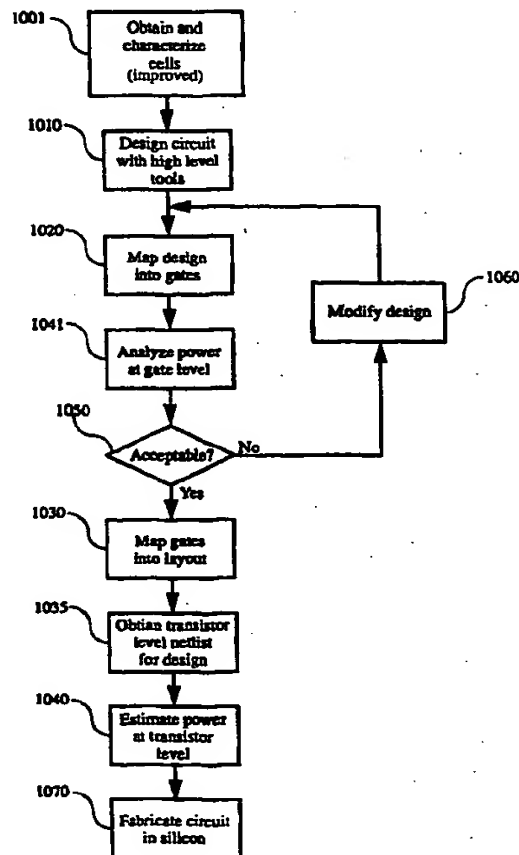 1001
Obtain and
characterize
cells
(improved)
1010
Design circuit
with high level
tools
1020
Map design
into gates
1060
Modify design
1041
Analyze power
at gate level
1050
Acceptable?
No
Yes
1030
Map gates
into layout
1035
Obtian transistor
level netlist
for design
1040
Estimate power
at transistor
level
1070
Fabricate circuit
in silicon